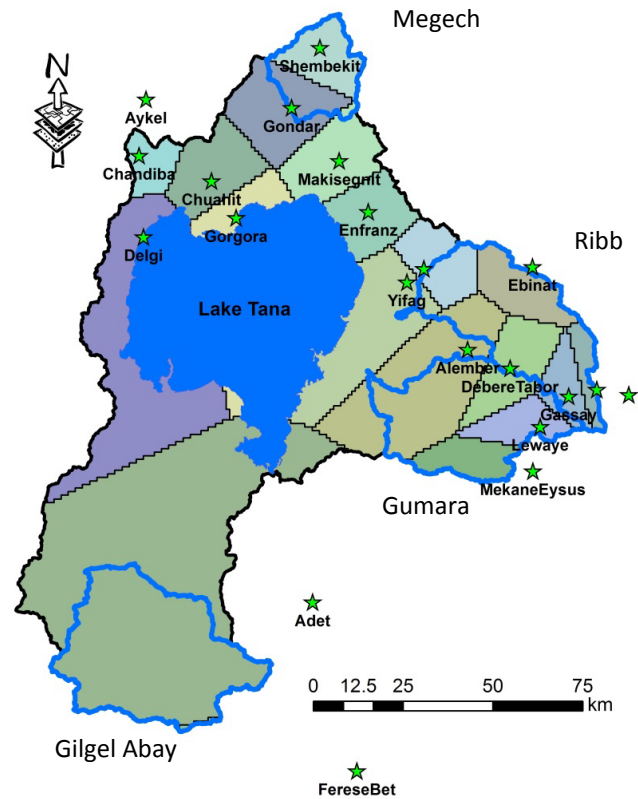 Megech
N
Shembekit
Aykel
Gondar
Chandiba
Makisegnit
Chuahit
Enfranz
Gorgora
Ribb
Delgi
Ebinat
Yifag
Lake Tana
Alember
DebereTabor
Gassay
Lewaye
MekaneEysus
Gumara
Adet
0 12.5 25 50 75
km
Gilgel Abay
FereseBet